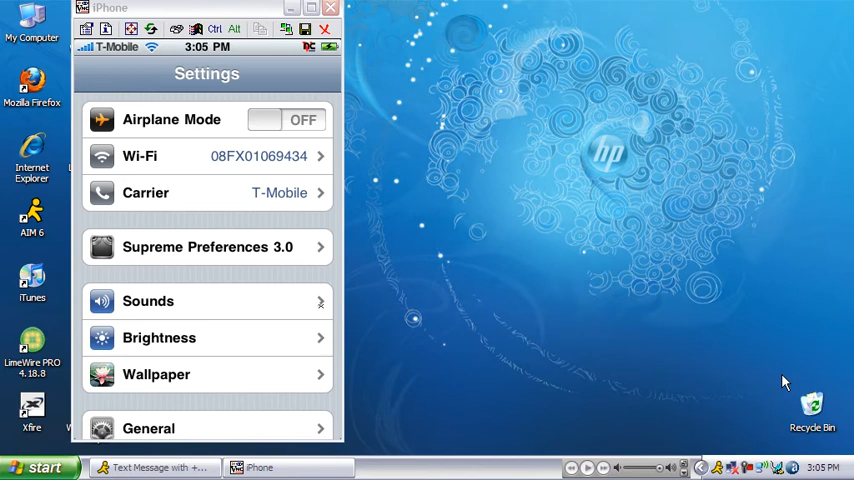 My Computer
Mozilla Firefox
Internet
Explorer
AIM 6
iTunes
LimeWire PRO
4.18.8
Xfire
iPhone
Ctrl Alt
T-Mobile 3:05 PM
Settings
Airplane Mode OFF
Wi-Fi 08FX01069434
Carrier T-Mobile
Supreme Preferences 3.0
Sounds
Brightness
Wallpaper
General
hp
Recycle Bin
start Text Message with +... iPhone 3:05 PM